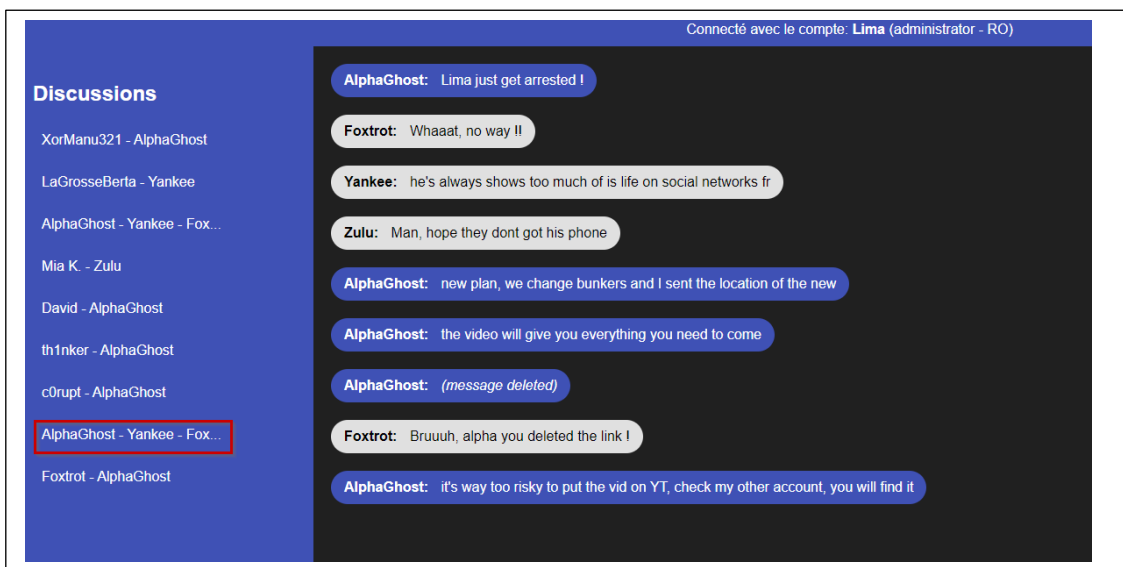 Connecté avec le compte: Lima (administrator - RO)
Discussions
XorManu321 - AlphaGhost
LaGrosseBerta - Yankee
AlphaGhost - Yankee - Fox...
Mia K. - Zulu
David - AlphaGhost
th1nker - AlphaGhost
c0rupt - AlphaGhost
AlphaGhost - Yankee - Fox...
Foxtrot - AlphaGhost
AlphaGhost: Lima just get arrested !
Foxtrot: Whaaat, no way !!
Yankee: he's always shows too much of is life on social networks fr
Zulu: Man, hope they dont got his phone
AlphaGhost: new plan, we change bunkers and I sent the location of the new
AlphaGhost: the video will give you everything you need to come
AlphaGhost: (message deleted)
Foxtrot: Bruuuh, alpha you deleted the link !
AlphaGhost: it's way too risky to put the vid on YT, check my other account, you will find it